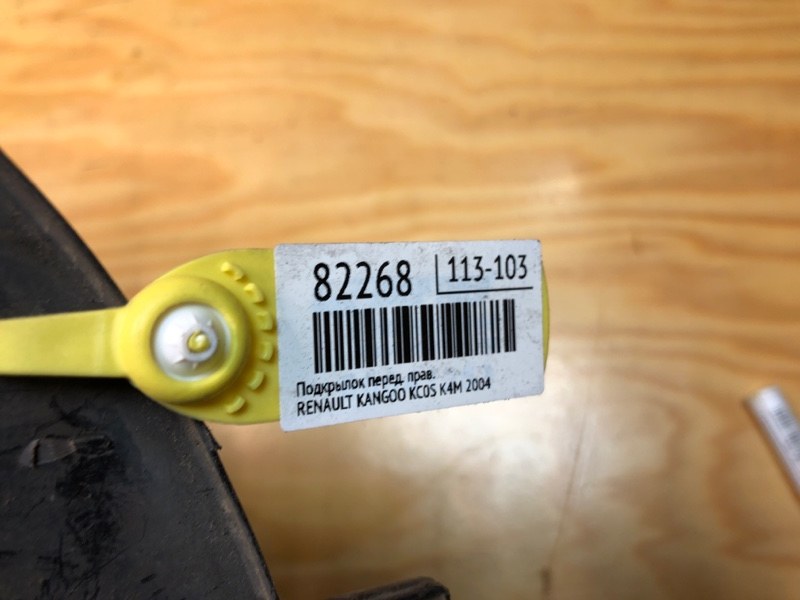 82268 113-103
Подкрылок перед. прав.
RENAULT KANGOO KC0S K4M 2004